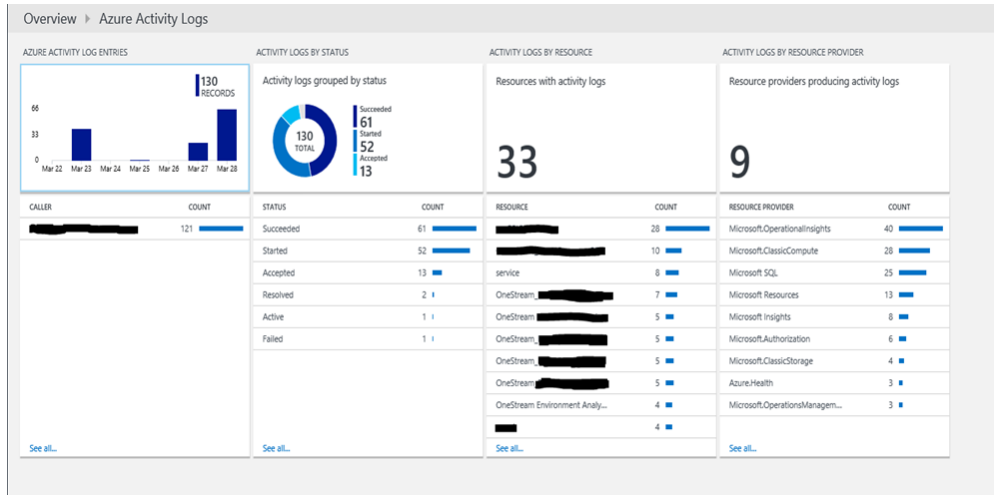 Overview Azure Activity Logs
AZURE ACTIVITY LOG ENTRIES
130
RECORDS
66
33
0
Mar 22 Mar 23 Mar 24 Mar 25 Mar 26 Mar 27 Mar 28
CALLER COUNT
121
See all...
ACTIVITY LOGS BY STATUS
Activity logs grouped by status
130
TOTAL
Succeeded
61
Started
52
Accepted
13
STATUS COUNT
Succeeded 61
Started 52
Accepted 13
Resolved 2
Active 1
Failed 1
See all...
ACTIVITY LOGS BY RESOURCE
Resources with activity logs
33
RESOURCE COUNT
28
10
service 8
OneStream_ 7
OneStream 5
OneStream_ 5
OneStream_ 5
OneStream 5
OneStream Environment Analy... 4
4
See all...
ACTIVITY LOGS BY RESOURCE PROVIDER
Resource providers producing activity logs
9
RESOURCE PROVIDER COUNT
Microsoft.OperationalInsights 40
Microsoft.ClassicCompute 28
Microsoft SQL 25
Microsoft Resources 13
Microsoft Insights 8
Microsoft.Authorization 6
Microsoft.ClassicStorage 4
Azure.Health 3
Microsoft.OperationsManagem... 3
See all...